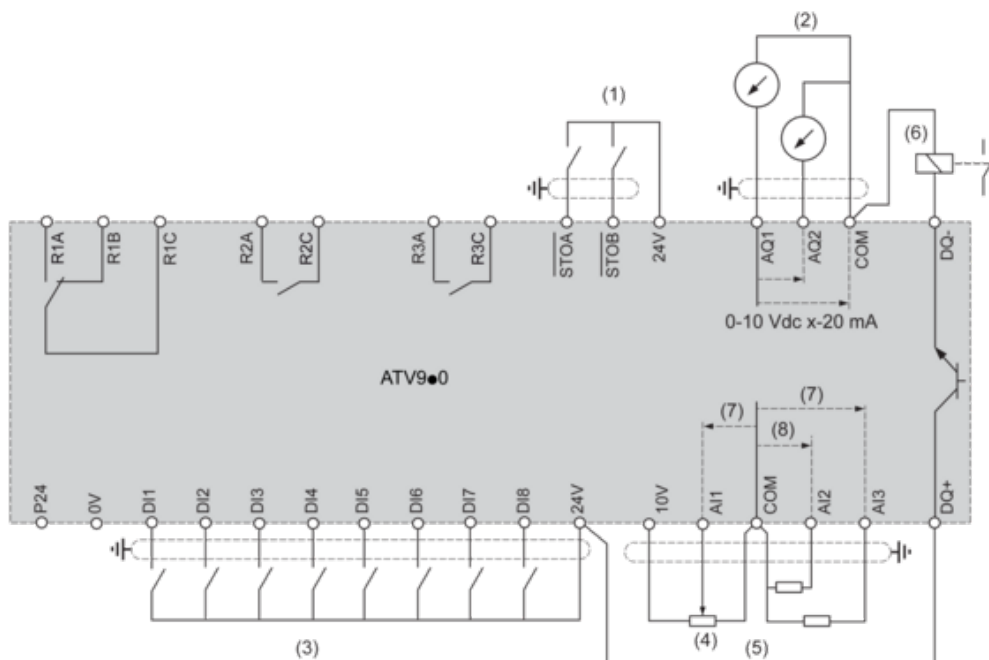 (2)
(1)
(6)
R1A
R1B
R1C
R2A
R2C
R3A
R3C
STOA
STOB
24V
AQ1
AQ2
COM
DQ-
0-10 Vdc x-20 mA
ATV9●0
(7)
(7)
(8)
P24
0V
DI1
DI2
DI3
DI4
DI5
DI6
DI7
DI8
24V
10V
AI1
COM
AI2
AI3
DQ+
(3)
(4)
(5)